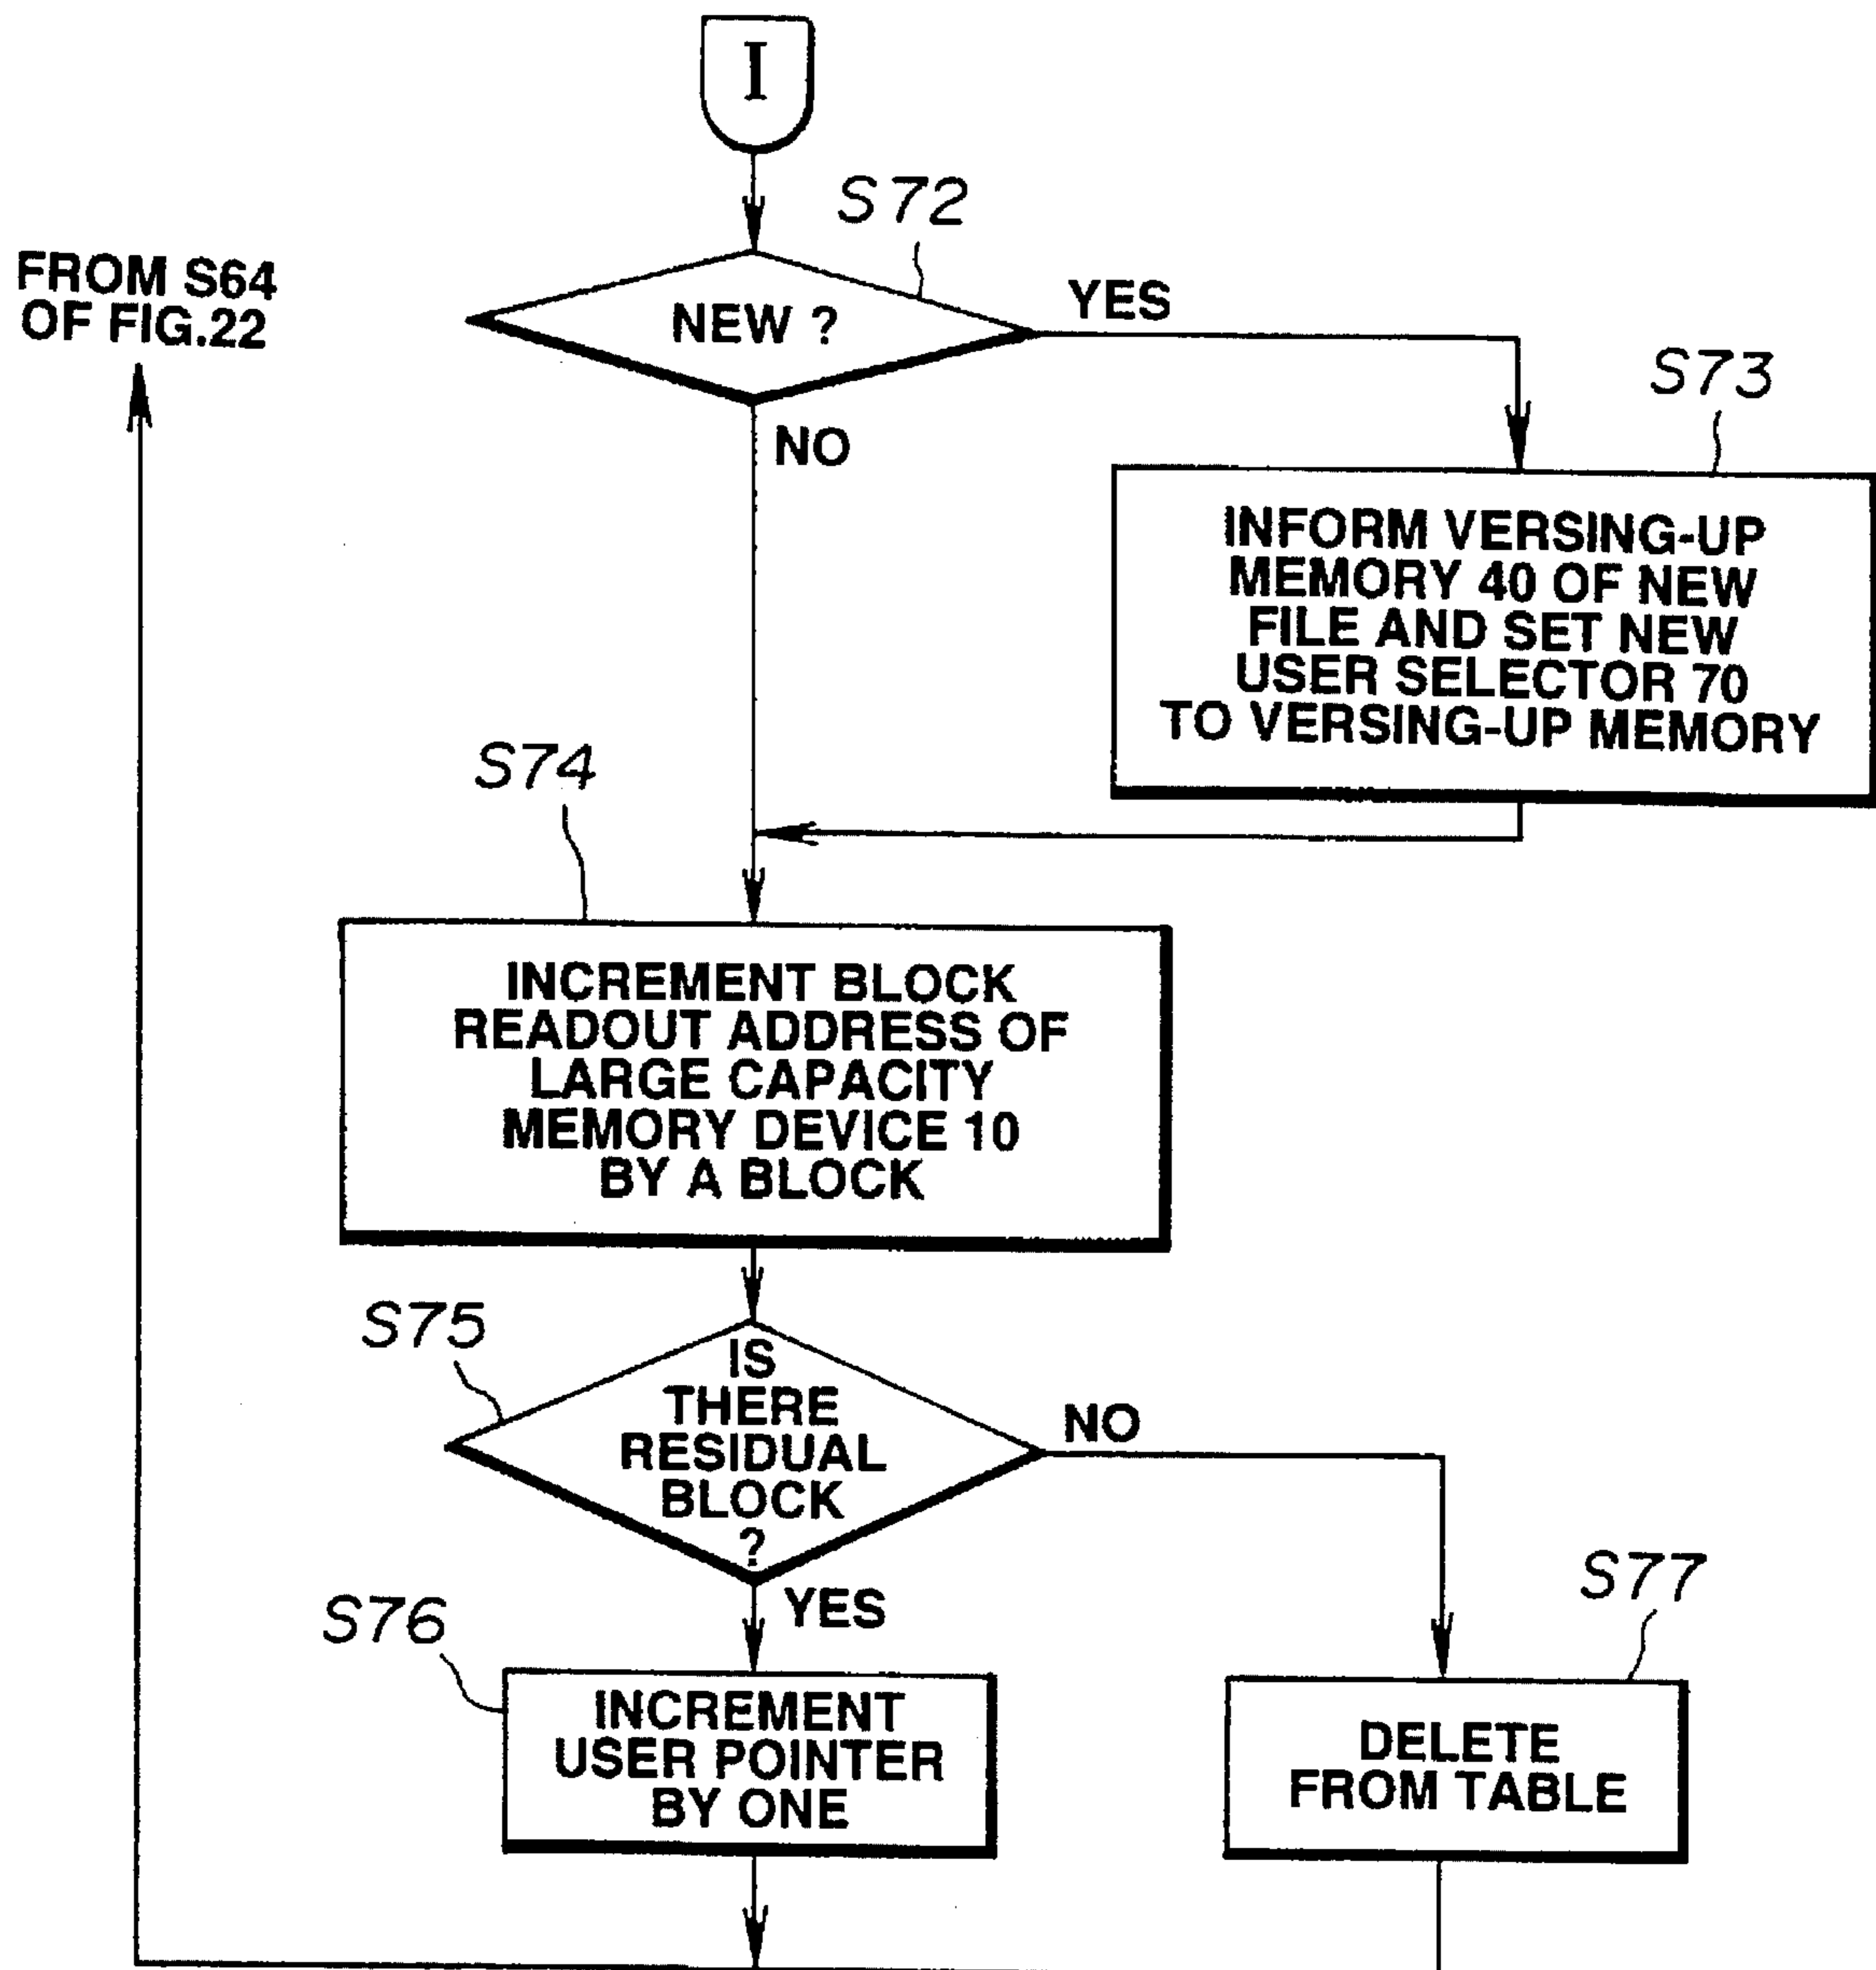 I
S72
FROM S64
OF FIG.22
NEW ?
YES
NO
S73
INFORM VERSING-UP
MEMORY 40 OF NEW
FILE AND SET NEW
USER SELECTOR 70
TO VERSING-UP MEMORY
S74
INCREMENT BLOCK
READOUT ADDRESS OF
LARGE CAPACITY
MEMORY DEVICE 10
BY A BLOCK
S75
IS
THERE
RESIDUAL
BLOCK
?
NO
YES
S76
INCREMENT
USER POINTER
BY ONE
S77
DELETE
FROM TABLE